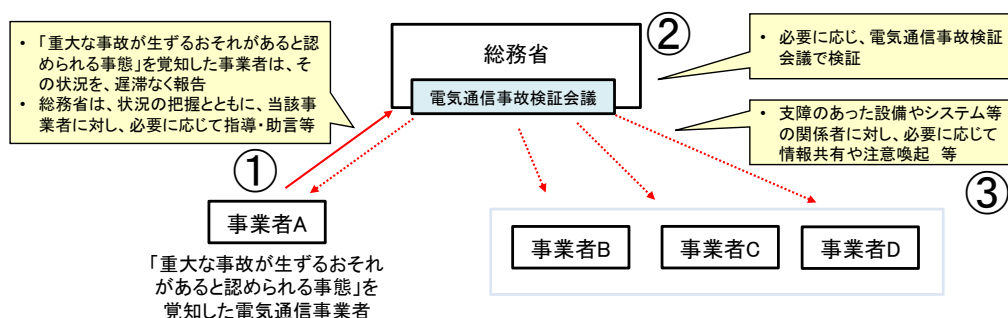 • 「重大な事故が生ずるおそれがあると認
められる事態」を覚知した事業者は、そ
の状況を、遅滞なく報告
• 総務省は、状況の把握とともに、当該事
業者に対し、必要に応じて指導・助言等
①
総務省
電気通信事故検証会議
②
• 必要に応じ、電気通信事故検証
会議で検証
• 支障のあった設備やシステム等
の関係者に対し、必要に応じて
情報共有や注意喚起 等
③
事業者A
「重大な事故が生ずるおそれ
があると認められる事態」を
覚知した電気通信事業者
事業者B
事業者C
事業者D